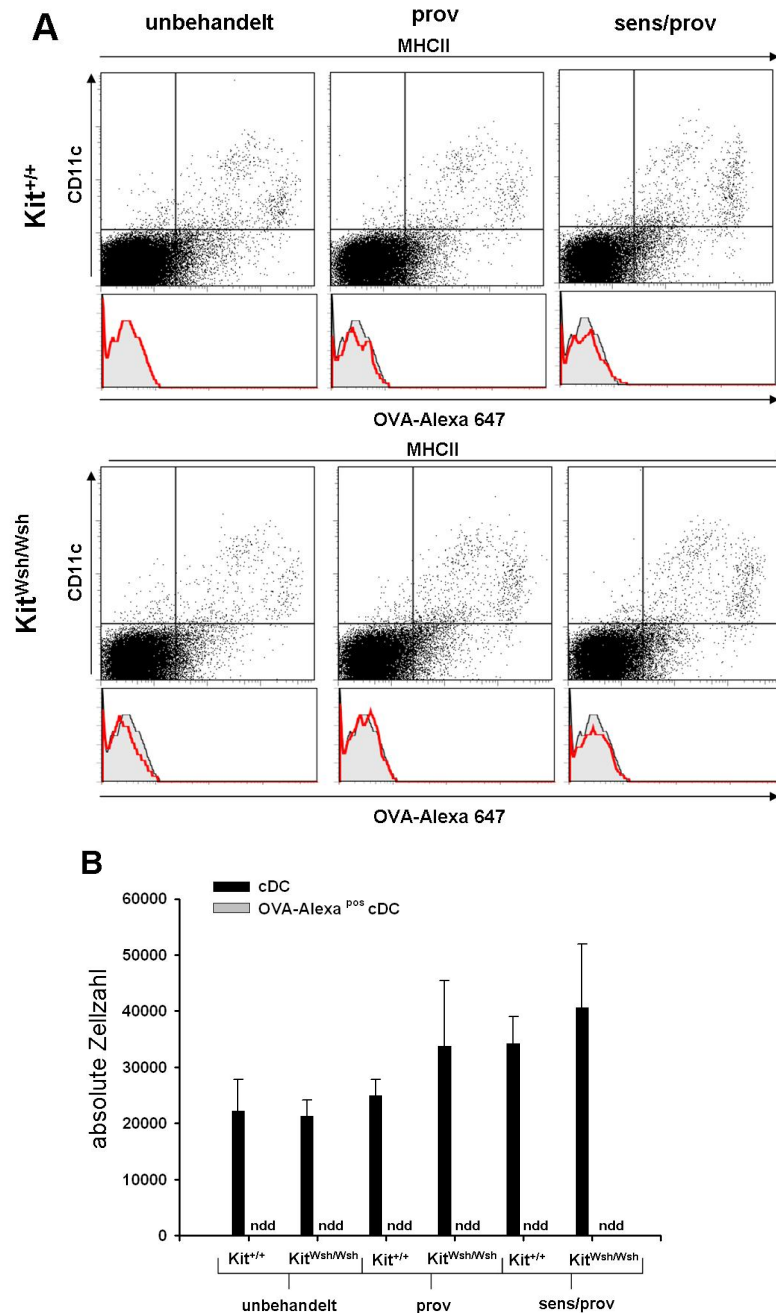 A
unbehandelt prov sens/prov
MHCII
Kit+/+
CD11c
OVA-Alexa 647
MHCII
KitWsh/Wsh
CD11c
OVA-Alexa 647
B
cDC
OVA-Alexa pos cDC
absolute Zellzahl
60000
50000
40000
30000
20000
10000
0
ndd ndd ndd ndd ndd ndd
Kit+/+ KitWsh/Wsh Kit+/+ KitWsh/Wsh Kit+/+ KitWsh/Wsh
unbehandelt prov sens/prov